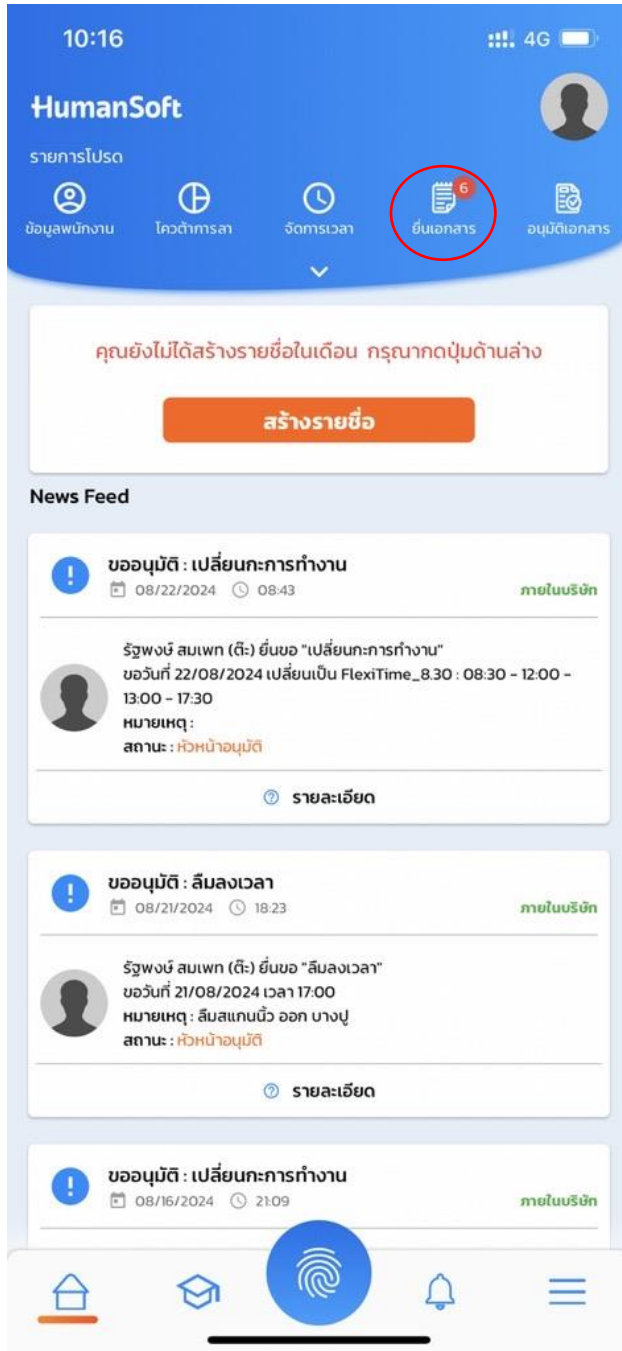 10:16
4G
HumanSoft
รายการโปรด
6
ข้อมูลพนักงาน
โควต้าการลา
จัดการเวลา
ยื่นเอกสาร
อนุมัติเอกสาร
คุณยังไม่ได้สร้างรายชื่อในเดือน กรุณากดปุ่มด้านล่าง
สร้างรายชื่อ
News Feed
ขออนุมัติ : เปลี่ยนกะการทำงาน
08/22/2024 08:43 ภายในบริษัท
รัฐพงษ์ สมเพท (ต๊ะ) ยื่นขอ "เปลี่ยนกะการทำงาน"
ขอวันที่ 22/08/2024 เปลี่ยนเป็น FlexiTime_8.30 : 08:30 - 12:00 -
13:00 - 17:30
หมายเหตุ :
สถานะ : หัวหน้าอนุมัติ
รายละเอียด
ขออนุมัติ : ลืมลงเวลา
08/21/2024 18:23 ภายในบริษัท
รัฐพงษ์ สมเพท (ต๊ะ) ยื่นขอ "ลืมลงเวลา"
ขอวันที่ 21/08/2024 เวลา 17:00
หมายเหตุ : ลืมสแกนนิ้ว ออก บางปู
สถานะ : หัวหน้าอนุมัติ
รายละเอียด
ขออนุมัติ : เปลี่ยนกะการทำงาน
08/16/2024 21:09 ภายในบริษัท